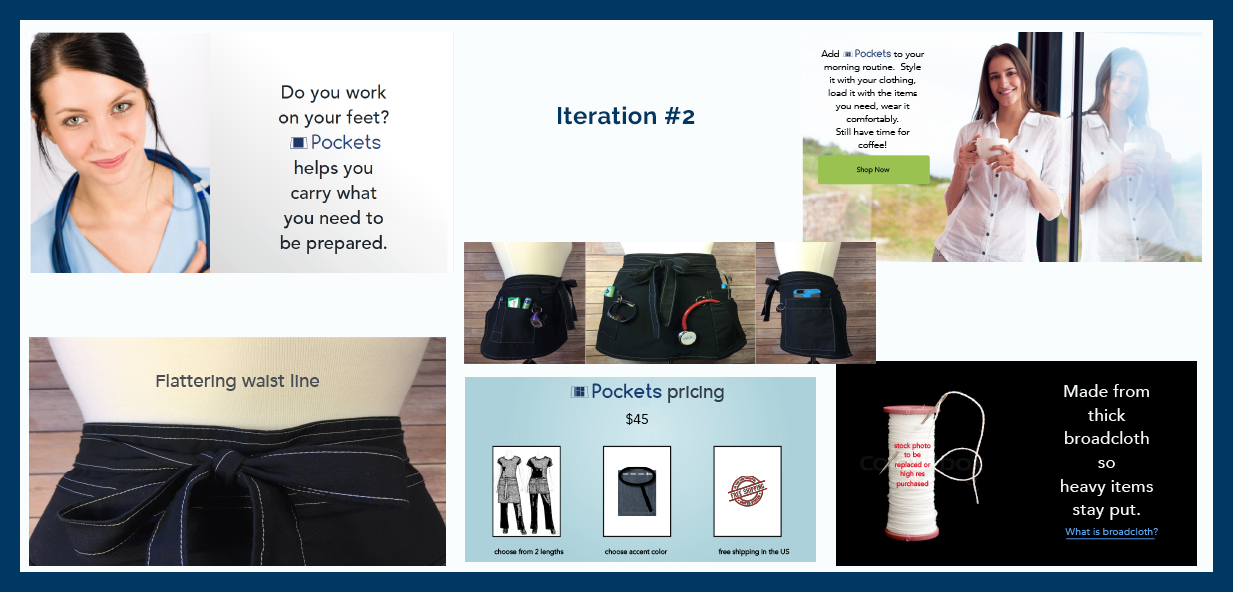 Do you work
on your feet?
Pockets
helps you
carry what
you need to
be prepared.
Iteration #2
Add Pockets to your
morning routine. Style
it with your clothing,
load it with the items
you need, wear it
comfortably.
Still have time for
coffee!
Shop Now
Flattering waist line
Pockets pricing
$45
FREE SHIPPING
choose from 2 lengths
choose accent color
free shipping in the US
stock photo
to be
replaced or
high res
purchased
Made from
thick
broadcloth
so
heavy items
stay put.
What is broadcloth?